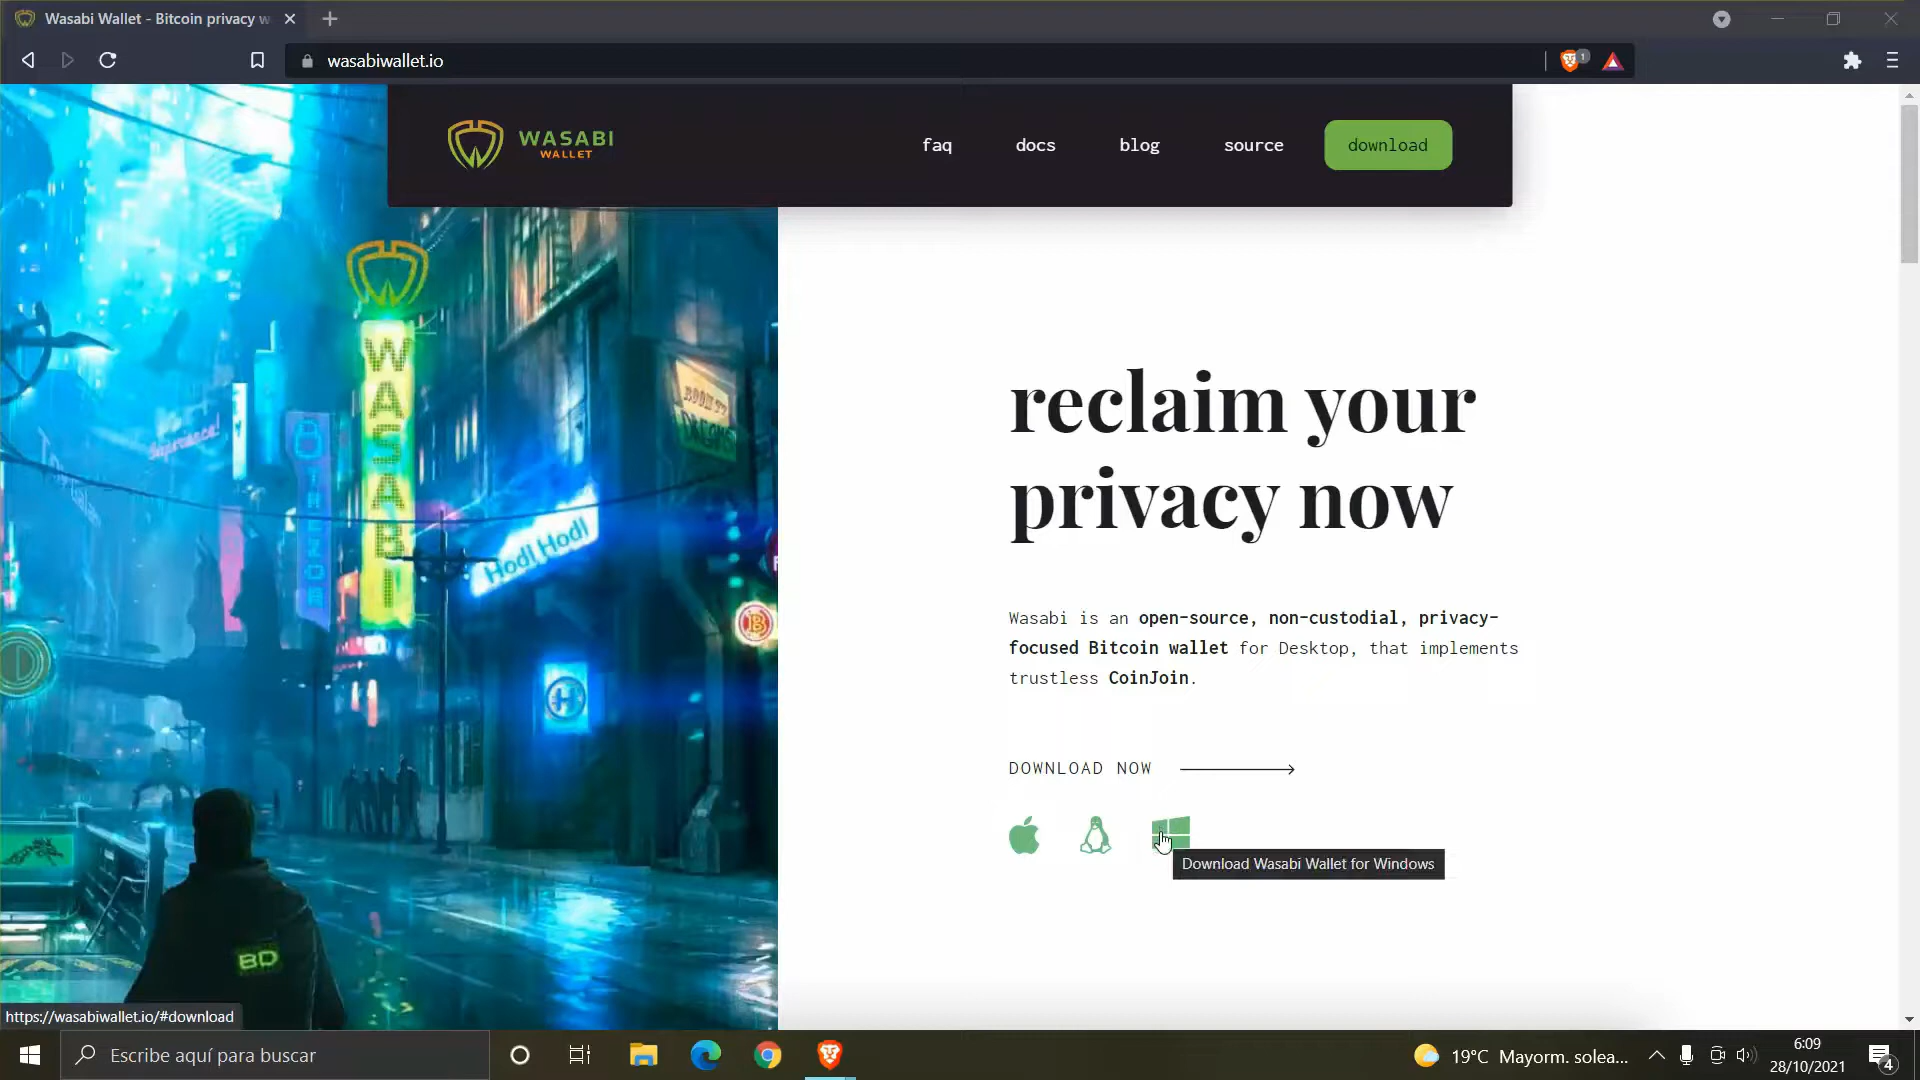 Wasabi Wallet - Bitcoin privacy w
wasabiwallet.io
1
WASABI
WALLET
faq
docs
blog
source
download
WASABI
Hodl Hodl
BD
reclaim your
privacy now
Wasabi is an open-source, non-custodial, privacy-
focused Bitcoin wallet for Desktop, that implements
trustless CoinJoin.
DOWNLOAD NOW
Download Wasabi Wallet for Windows
https://wasabiwallet.io/#download
Escribe aquí para buscar
19°C Mayorm. solea...
6:09
28/10/2021
4